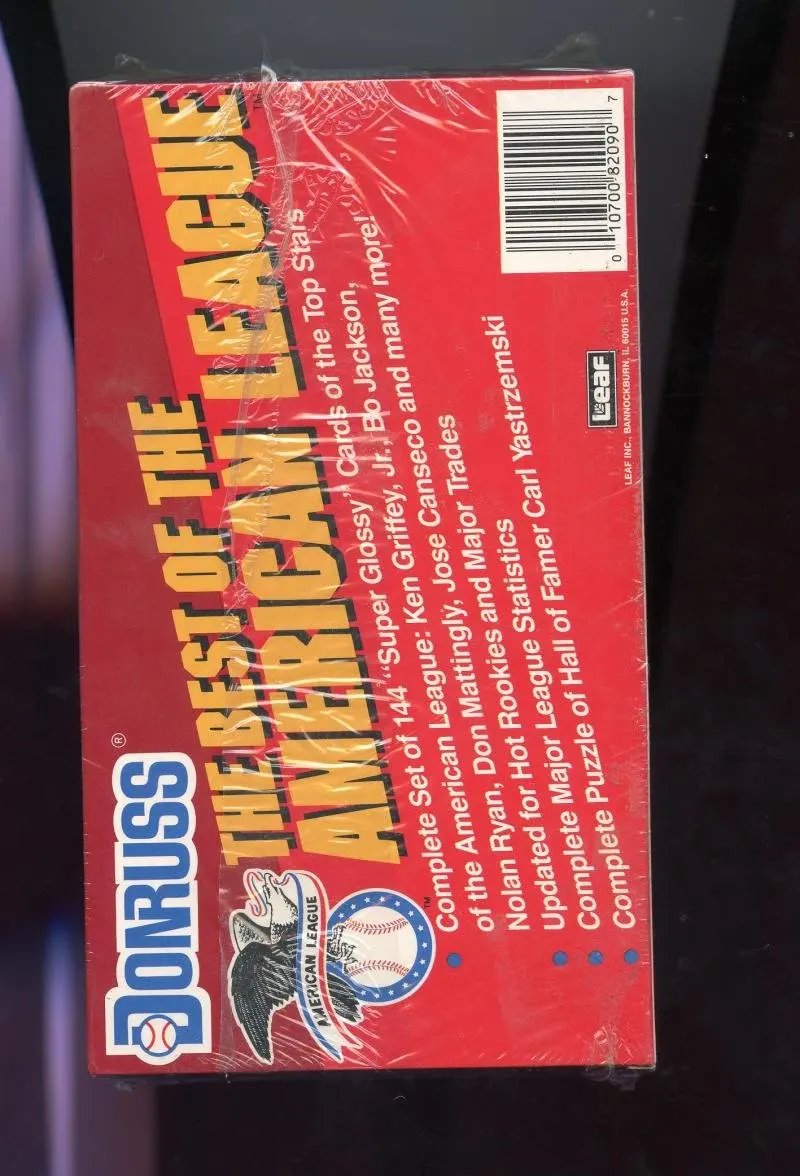 DONRUSS®
THE BEST OF THE
AMERICAN LEAGUE™
AMERICAN LEAGUE
™
• Complete Set of 144 "Super Glossy" Cards of the Top Stars
of the American League: Ken Griffey, Jr., Bo Jackson,
Nolan Ryan, Don Mattingly, Jose Canseco and many more!
• Updated for Hot Rookies and Major Trades
• Complete Major League Statistics
• Complete Puzzle of Hall of Famer Carl Yastrzemski
Leaf
LEAF INC., BANNOCKBURN, IL 60015 U.S.A.
0 10700 82090 7